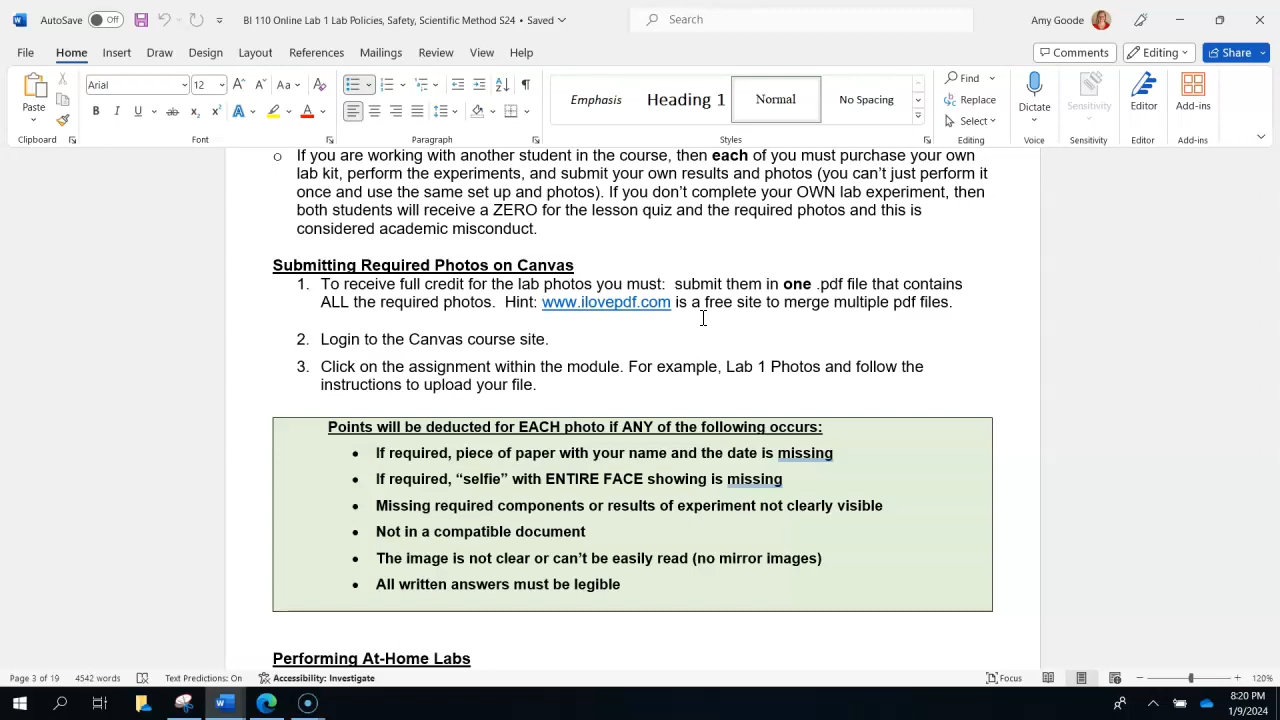 AutoSave Off BI 110 Online Lab 1 Lab Policies, Safety, Scientific Method S24 • Saved Search Amy Goode
File Home Insert Draw Design Layout References Mailings Review View Help Comments Editing Share
Paste Arial 12 Aa Emphasis Heading 1 Normal No Spacing Find Replace Select Dictate Sensitivity Editor Add-ins
Clipboard Font Paragraph Styles Editing Voice Sensitivity Editor Add-ins
o If you are working with another student in the course, then each of you must purchase your own
lab kit, perform the experiments, and submit your own results and photos (you can’t just perform it
once and use the same set up and photos). If you don’t complete your OWN lab experiment, then
both students will receive a ZERO for the lesson quiz and the required photos and this is
considered academic misconduct.
Submitting Required Photos on Canvas
1. To receive full credit for the lab photos you must: submit them in one .pdf file that contains
ALL the required photos. Hint: www.ilovepdf.com is a free site to merge multiple pdf files.
2. Login to the Canvas course site.
3. Click on the assignment within the module. For example, Lab 1 Photos and follow the
instructions to upload your file.
Points will be deducted for EACH photo if ANY of the following occurs:
• If required, piece of paper with your name and the date is missing
• If required, “selfie” with ENTIRE FACE showing is missing
• Missing required components or results of experiment not clearly visible
• Not in a compatible document
• The image is not clear or can’t be easily read (no mirror images)
• All written answers must be legible
Performing At-Home Labs
Page 3 of 19 4542 words Text Predictions: On Accessibility: Investigate Focus 120%
8:20 PM
1/9/2024